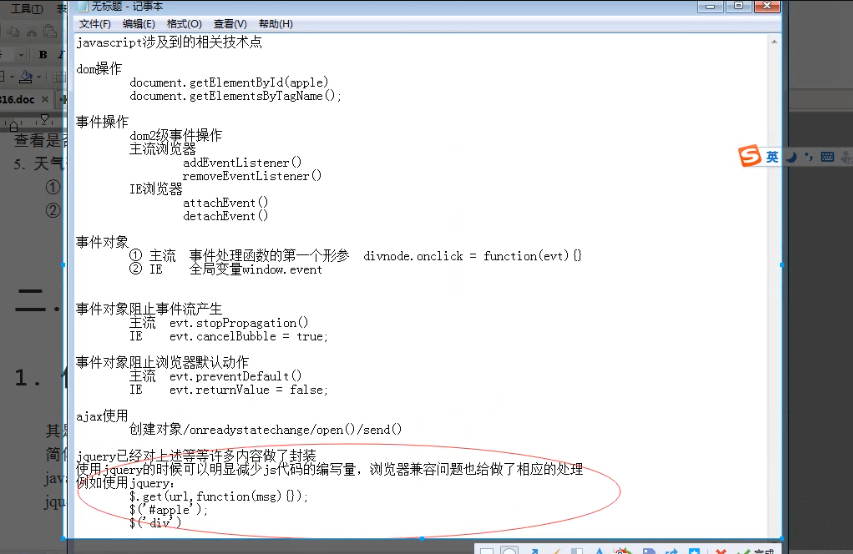 工具(I)
无标题 - 记事本
文件(F) 编辑(E) 格式(O) 查看(V) 帮助(H)
javascript涉及到的相关技术点
dom操作
document.getElementById(apple)
document.getElementsByTagName();
事件操作
dom2级事件操作
主流浏览器
addEventListener()
removeEventListener()
IE浏览器
attachEvent()
detachEvent()
事件对象
① 主流 事件处理函数的第一个形参 divnode.onclick = function(evt){}
② IE 全局变量window.event
事件对象阻止事件流产生
主流 evt.stopPropagation()
IE evt.cancelBubble = true;
事件对象阻止浏览器默认动作
主流 evt.preventDefault()
IE evt.returnValue = false;
ajax使用
创建对象/onreadystatechange/open()/send()
jquery已经对上述等等许多内容做了封装
使用jquery的时候可以明显减少js代码的编写量，浏览器兼容问题也给做了相应的处理
例如使用jquery：
$.get(url,function(msg){});
$('#apple');
$('div')
B
316.doc
查看是
5. 天气
①
②
二.
1.
其是
简
jav
jqu
英
完成